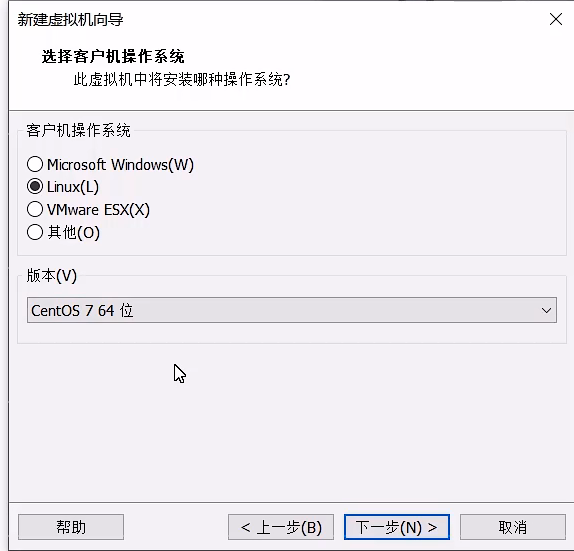 新建虚拟机向导
选择客户机操作系统
此虚拟机中将安装哪种操作系统?
客户机操作系统
Microsoft Windows(W)
Linux(L)
VMware ESX(X)
其他(O)
版本(V)
CentOS 7 64 位
帮助
< 上一步(B)
下一步(N) >
取消